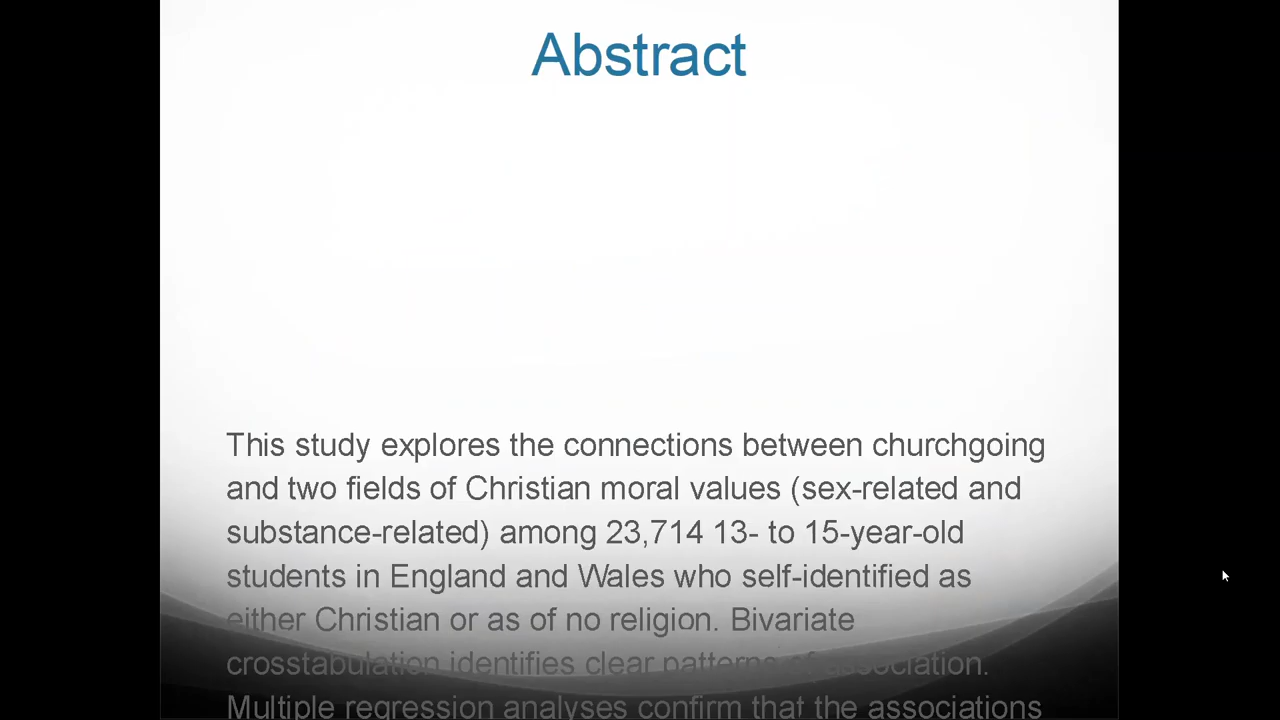 Abstract
This study explores the connections between churchgoing
and two fields of Christian moral values (sex-related and
substance-related) among 23,714 13- to 15-year-old
students in England and Wales who self-identified as
either Christian or as of no religion. Bivariate
crosstabulation identifies clear patterns of association.
Multiple regression analyses confirm that the associations